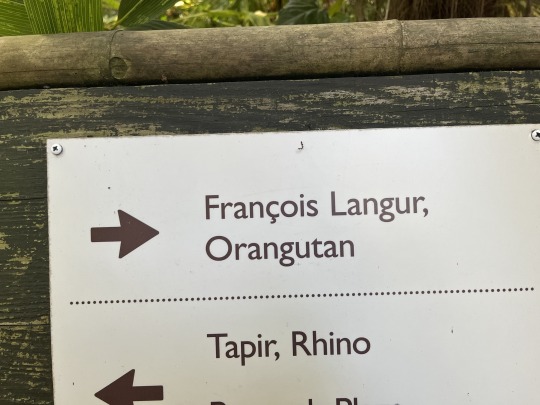 François Langur,
Orangutan
Tapir, Rhino